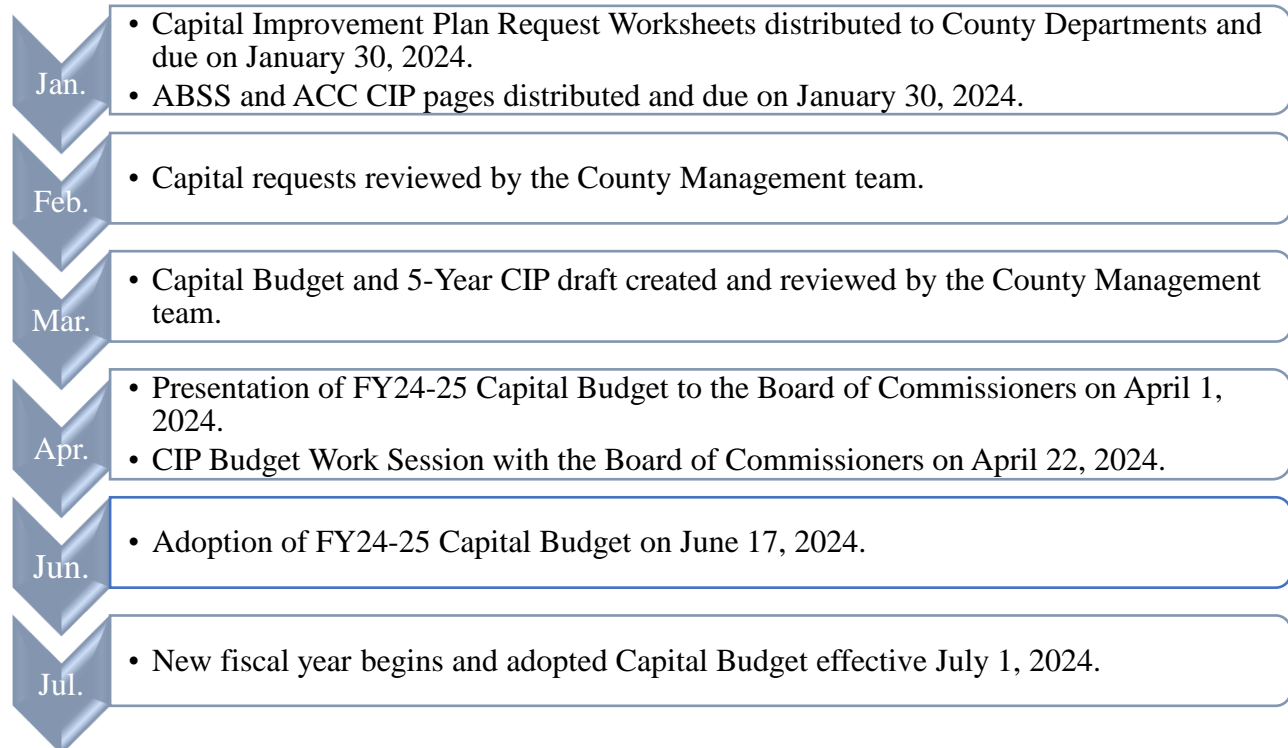 Jan.
• Capital Improvement Plan Request Worksheets distributed to County Departments and
due on January 30, 2024.
• ABSS and ACC CIP pages distributed and due on January 30, 2024.
Feb.
• Capital requests reviewed by the County Management team.
Mar.
• Capital Budget and 5-Year CIP draft created and reviewed by the County Management
team.
Apr.
• Presentation of FY24-25 Capital Budget to the Board of Commissioners on April 1,
2024.
• CIP Budget Work Session with the Board of Commissioners on April 22, 2024.
Jun.
• Adoption of FY24-25 Capital Budget on June 17, 2024.
Jul.
• New fiscal year begins and adopted Capital Budget effective July 1, 2024.